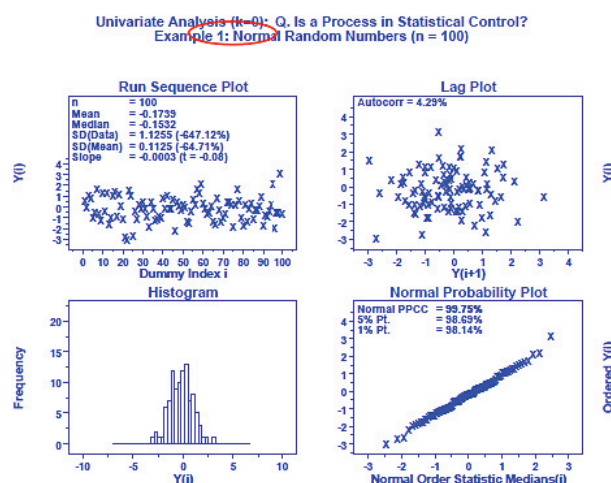 Univariate Analysis (k=0): Q. Is a Process in Statistical Control?
Example 1: Normal Random Numbers (n = 100)
Run Sequence Plot
n = 100
Mean = -0.1739
Median = -0.1532
SD(Data) = 1.1255 (-647.12%)
SD(Mean) = 0.1125 (-64.71%)
Slope = -0.0003 (t = -0.08)
Y(i)
4
3
2
1
0
-1
-2
-3
0 10 20 30 40 50 60 70 80 90 100
Dummy Index i
Lag Plot
Autocorr = 4.29%
Y(i)
4
3
2
1
0
-1
-2
-3
-3 -2 -1 0 1 2 3 4
Y(i+1)
Y(i)
Histogram
Frequency
20
15
10
5
0
-10 -5 0 5 10
Y(i)
Normal Probability Plot
Normal PPCC = 99.75%
5% Pt. = 98.69%
1% Pt. = 98.14%
4
3
2
1
0
-1
-2
-3
-3 -2 -1 0 1 2 3
Normal Order Statistic Medians(i)
Ordered Y(i)